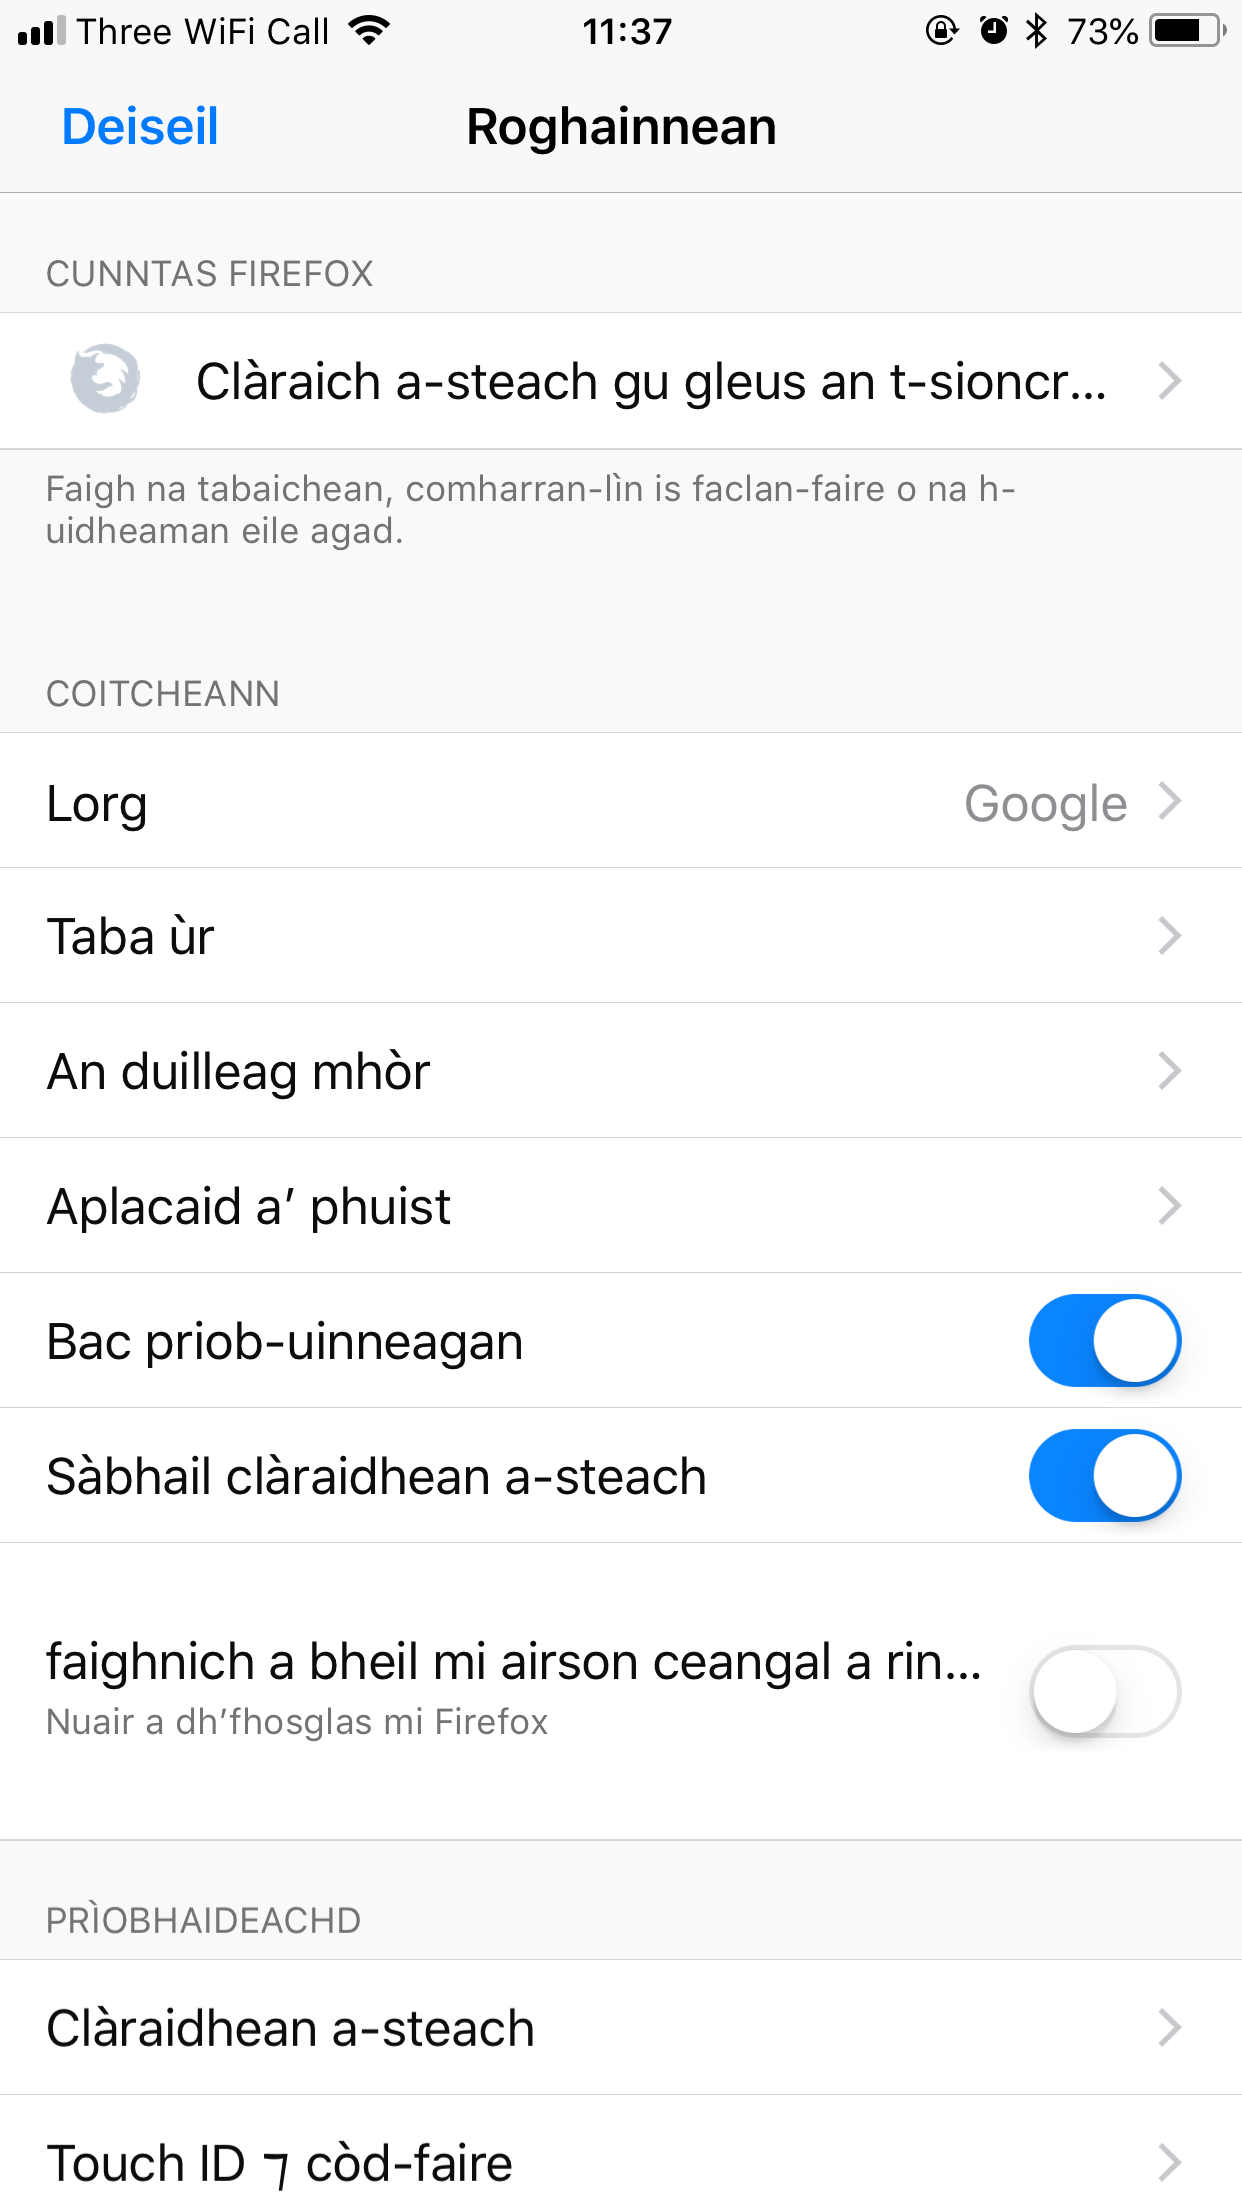 Three WiFi Call 11:37 73%
Deiseil Roghainnean
CUNNTAS FIREFOX
Clàraich a-steach gu gleus an t-sioncr...
Faigh na tabaichean, comharran-lìn is faclan-faire o na h-
uidheaman eile agad.
COITCHEANN
Lorg Google
Taba ùr
An duilleag mhòr
Aplacaid a’ phuist
Bac priob-uinneagan
Sàbhail clàraidhean a-steach
faighnich a bheil mi airson ceangal a rin...
Nuair a dh’fhosglas mi Firefox
PRÌOBHAIDEACHD
Clàraidhean a-steach
Touch ID ⁊ còd-faire